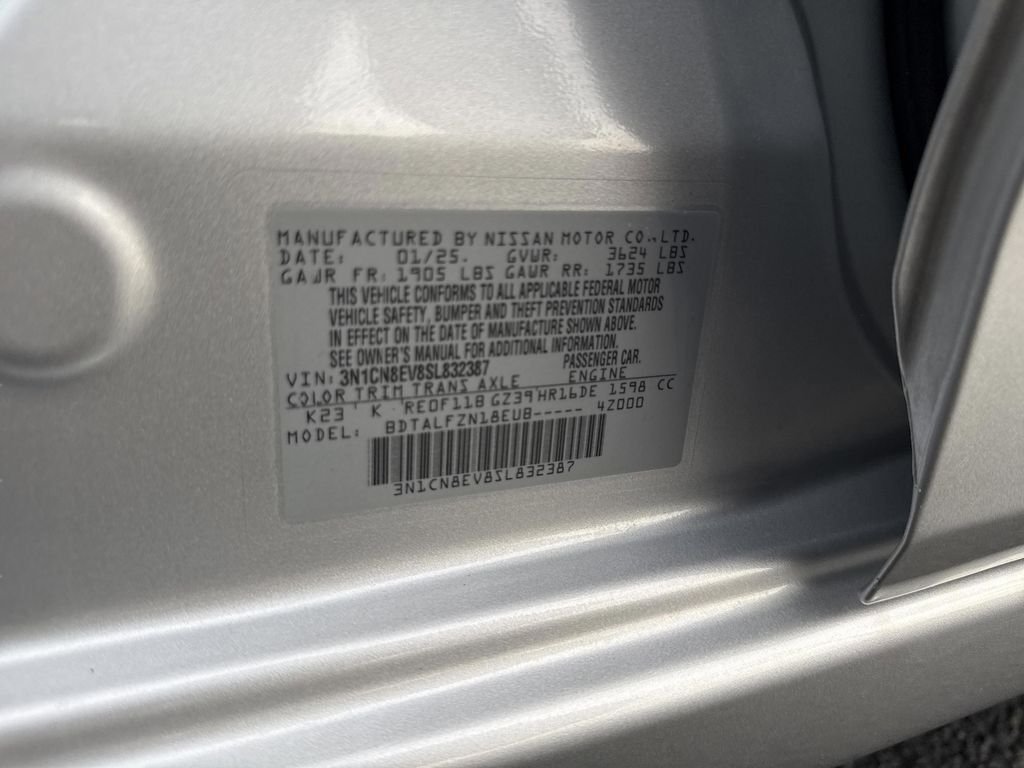 MANUFACTURED BY NISSAN MOTOR CO.,LTD.
DATE: 01/25. GVWR: 3624 LBS
GAWR FR: 1905 LBS GAWR RR: 1735 LBS
THIS VEHICLE CONFORMS TO ALL APPLICABLE FEDERAL MOTOR
VEHICLE SAFETY, BUMPER AND THEFT PREVENTION STANDARDS
IN EFFECT ON THE DATE OF MANUFACTURE SHOWN ABOVE.
SEE OWNER'S MANUAL FOR ADDITIONAL INFORMATION.
VIN: 3N1CN8EV8SL832387 PASSENGER CAR.
COLOR TRIM TRANS AXLE ENGINE
K23 K RE0F11B GZ39 HR16DE 1598 CC
MODEL: BDTALFZN18EUB----- 4Z000
3N1CN8EV8SL832387